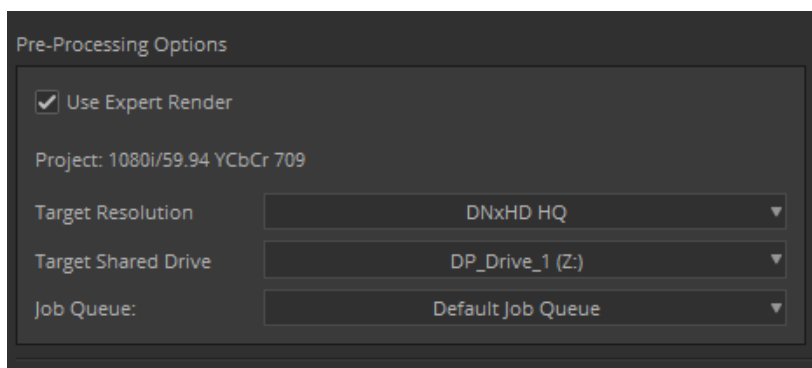 Pre-Processing Options
Use Expert Render
Project: 1080i/59.94 YCbCr 709
Target Resolution DNxHD HQ
Target Shared Drive DP_Drive_1 (Z:)
Job Queue: Default Job Queue